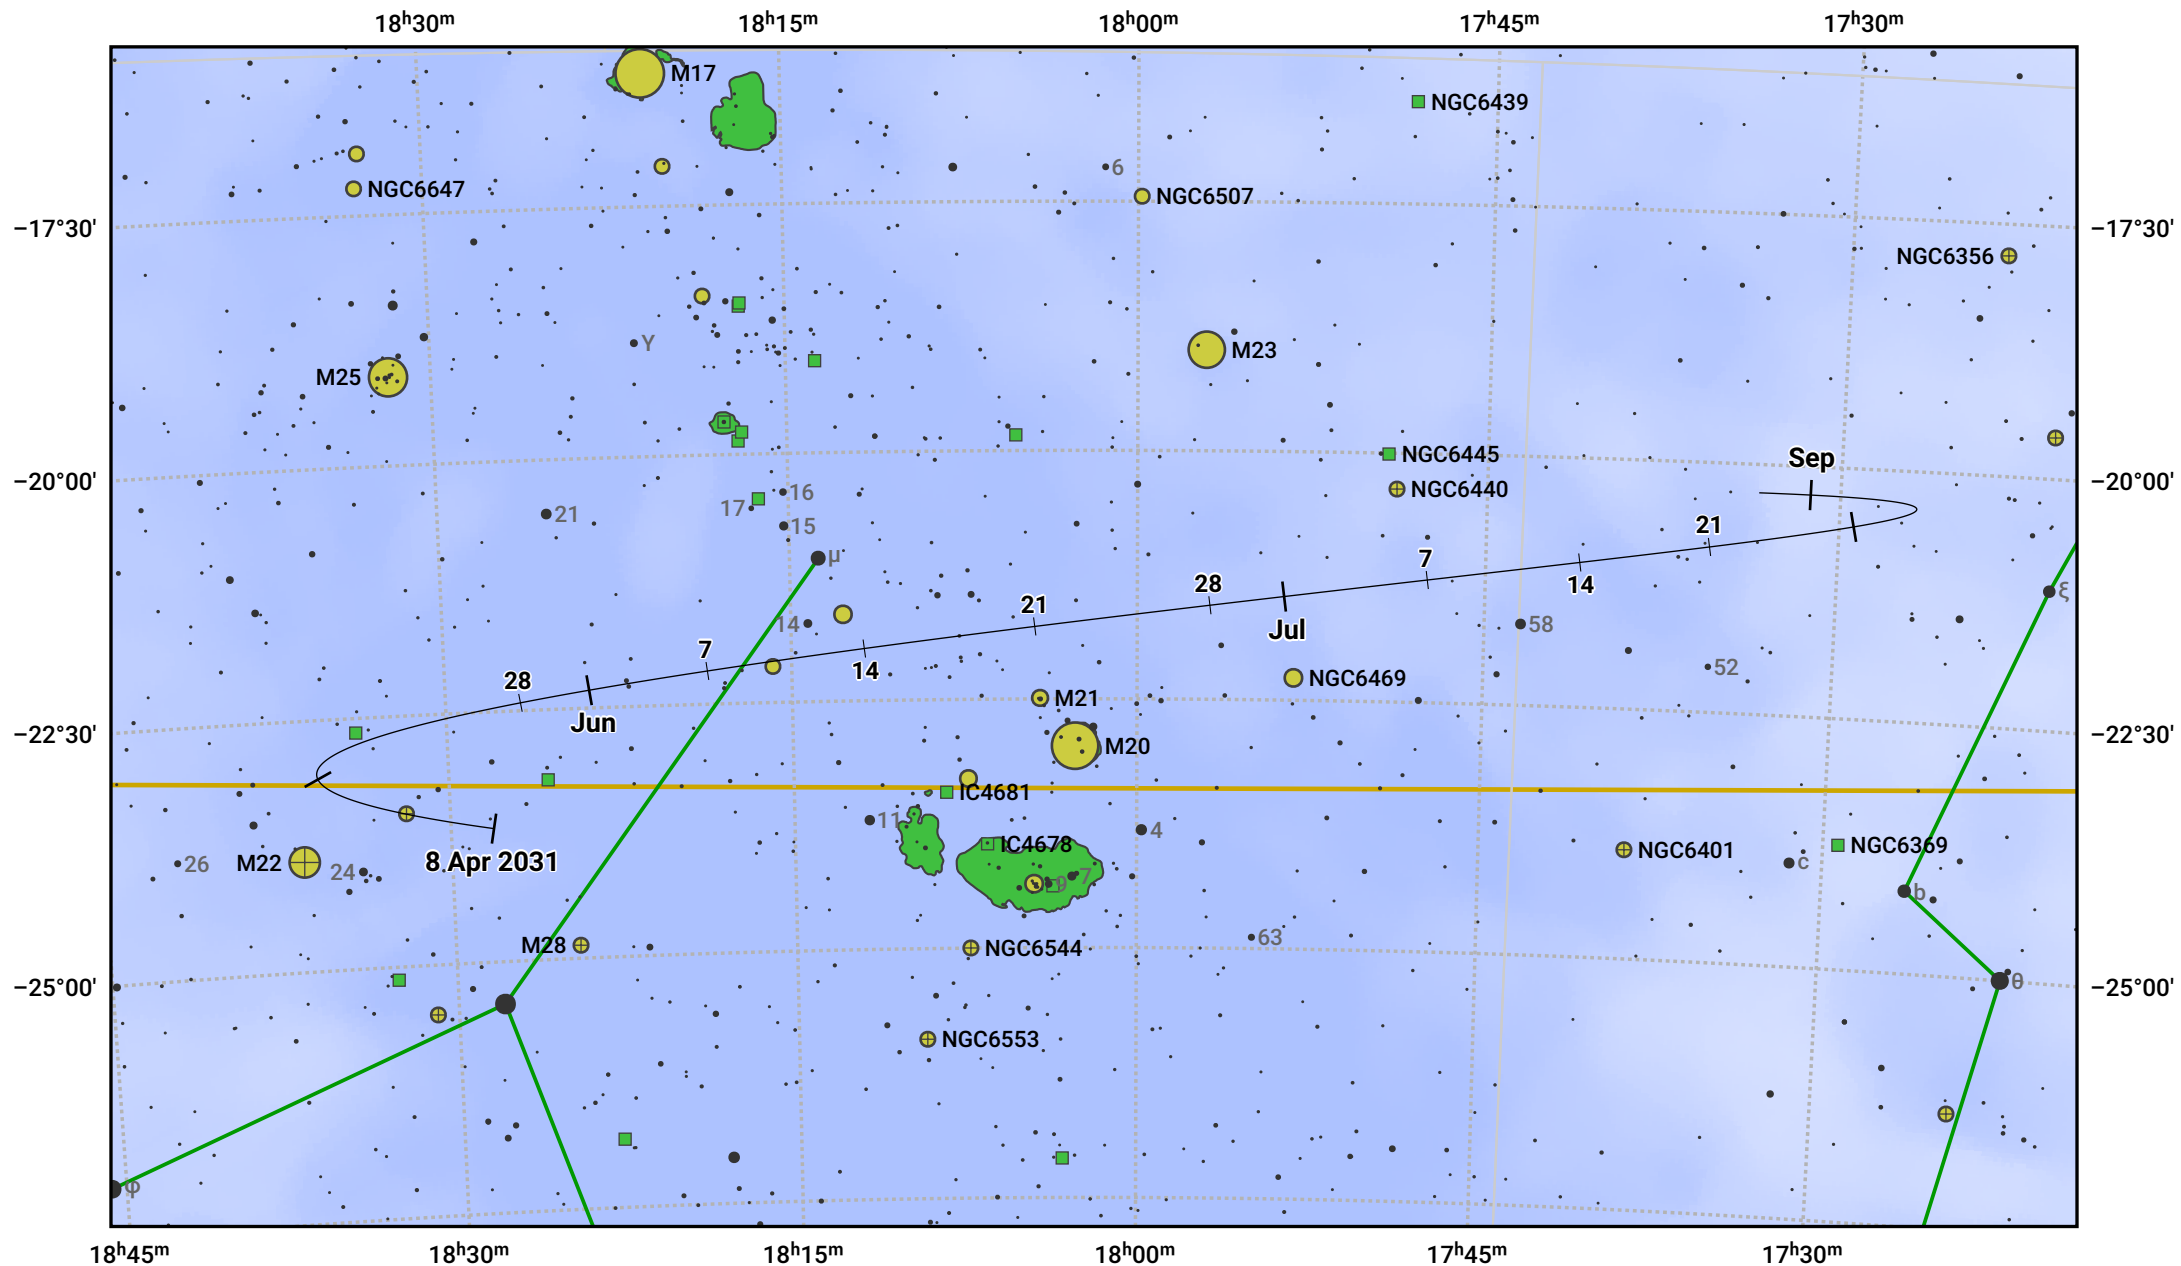 18h30m 18h15m 18h00m 17h45m 17h30m
M17
NGC6439
6
NGC6647
NGC6507
−17°30' −17°30'
NGC6356
Y
M23
M25
NGC6445
Sep
−20°00' −20°00'
NGC6440
16
17
21
15
21
μ
7
14
28
ξ
21
14
Jul
58
7
14
52
28
NGC6469
M21
Jun
−22°30' −22°30'
M20
IC4681
11
4
8 Apr 2031
IC4678
NGC6401
NGC6369
c
26
M22
24
9
7
b
63
M28
NGC6544
θ
−25°00' −25°00'
NGC6553
φ
18h45m 18h30m 18h15m 18h00m 17h45m 17h30m